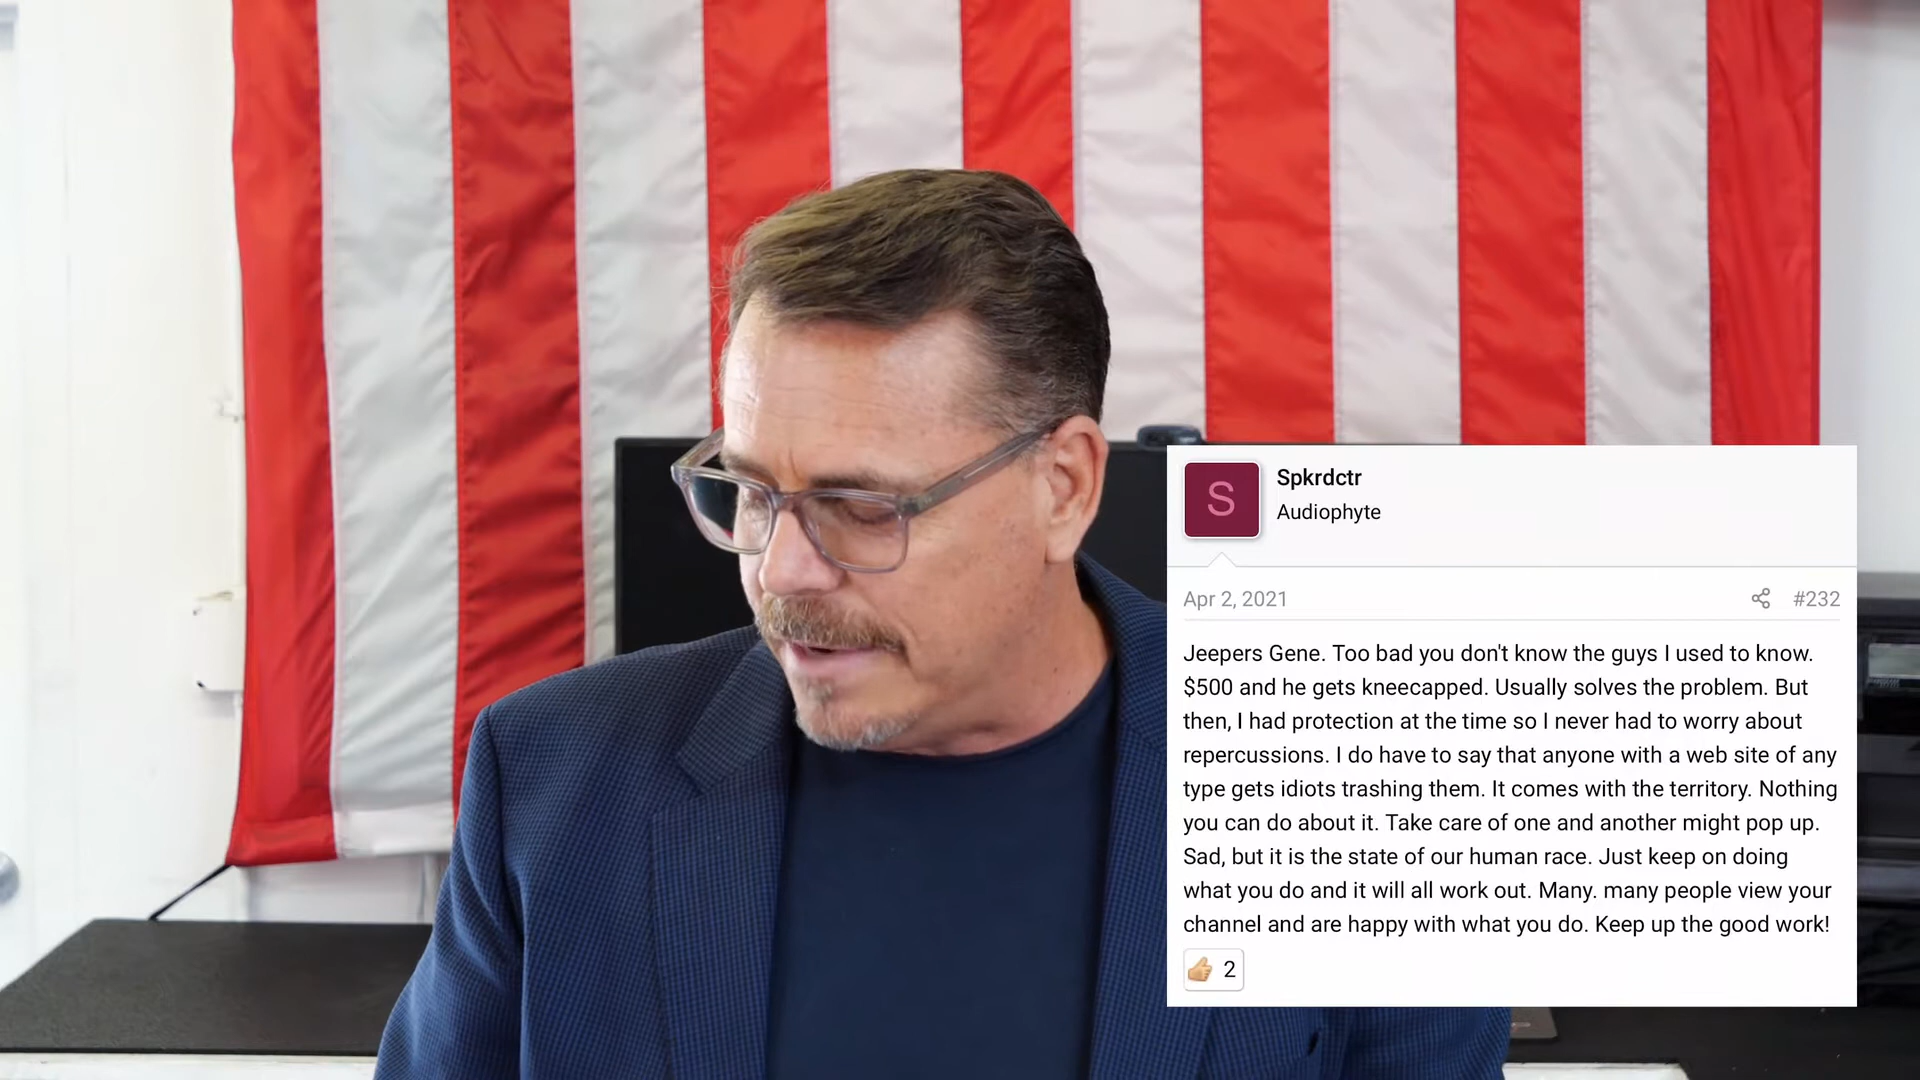 S
Spkrdctr
Audiophyte
Apr 2, 2021
#232
Jeepers Gene. Too bad you don't know the guys I used to know.
$500 and he gets kneecapped. Usually solves the problem. But
then, I had protection at the time so I never had to worry about
repercussions. I do have to say that anyone with a web site of any
type gets idiots trashing them. It comes with the territory. Nothing
you can do about it. Take care of one and another might pop up.
Sad, but it is the state of our human race. Just keep on doing
what you do and it will all work out. Many. many people view your
channel and are happy with what you do. Keep up the good work!
2